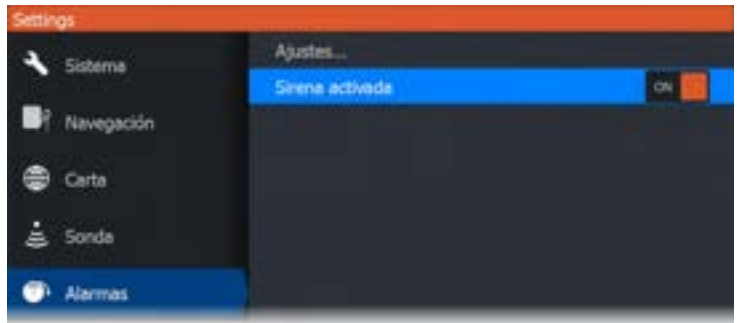 Settings
Sistema
Navegación
Carta
Sonda
Alarmas
Ajustes...
Sirena activada ON